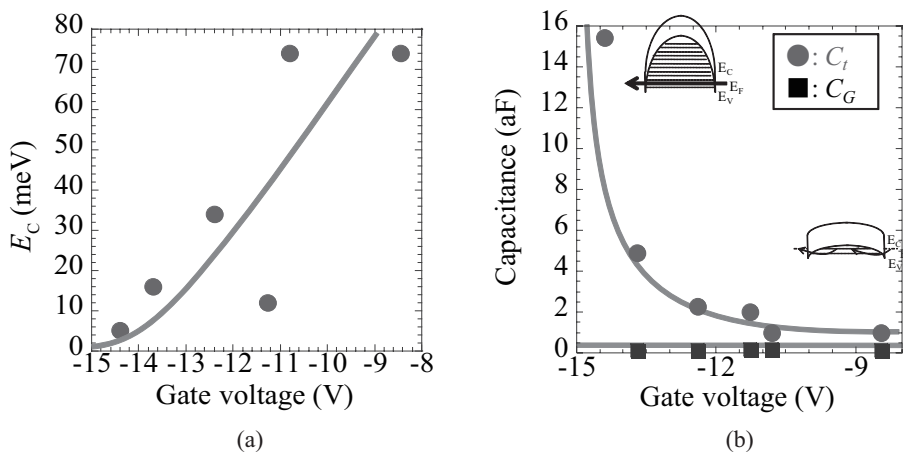 80
70
60
50
40
30
20
10
0
E_C (meV)
-15 -14 -13 -12 -11 -10 -9 -8
Gate voltage (V)
(a)
16
14
12
10
8
6
4
2
0
Capacitance (aF)
-15 -12 -9
Gate voltage (V)
(b)
E_C
E_F
E_V
: C_t
: C_G
E_C
E_V